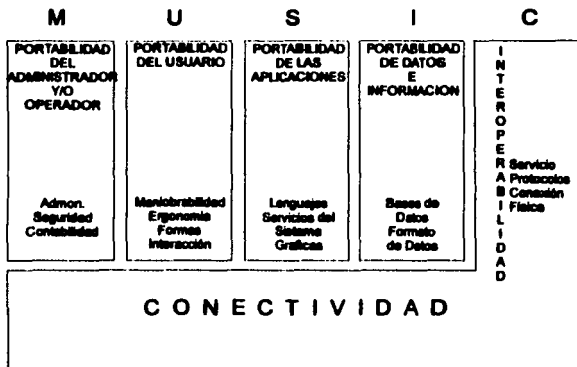 M U S I C
PORTABILIDAD
DEL
ADMINISTRADOR
Y/O
OPERADOR
Admon.
Seguridad
Contabilidad
PORTABILIDAD
DEL USUARIO
Maniobrabilidad
Ergonomia
Formas
Interacción
PORTABILIDAD
DE LAS
APLICACIONES
Lenguajes
Servicios del
Sistema
Graficas
PORTABILIDAD
DE DATOS
E
INFORMACION
Bases de
Datos
Formato
de Datos
INTEROPERABILIDAD
Servicio
Protocolos
Conexión
Física
CONECTIVIDAD